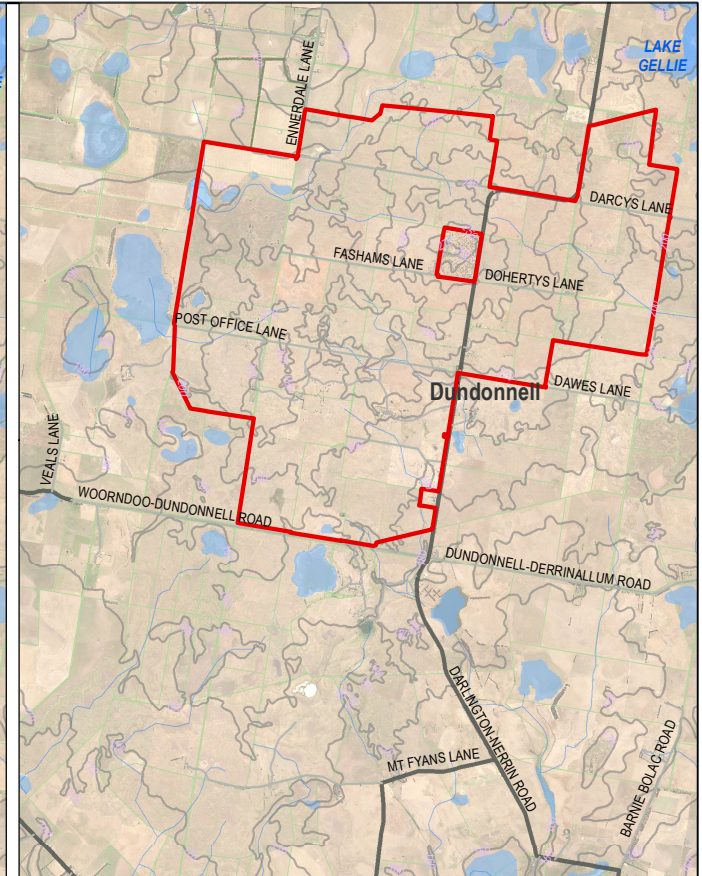 LAKE
GELLIE
ENNERDALE LANE
DARCYS LANE
FASHAMS LANE
DOHERTYS LANE
POST OFFICE LANE
DAWES LANE
Dundonnell
VEALS LANE
WOORNDOO-DUNDONNELL ROAD
DUNDONNELL-DERRINALLUM ROAD
DARLINGTON-NERRIN ROAD
MT FYANS LANE
BARNIE BOLAC ROAD